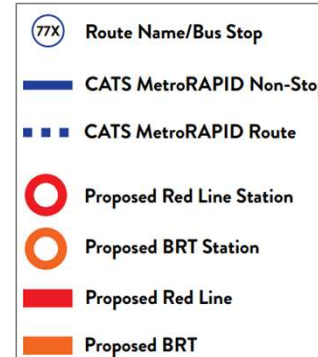 77X Route Name/Bus Stop
CATS MetroRAPID Non-Stop
CATS MetroRAPID Route
Proposed Red Line Station
Proposed BRT Station
Proposed Red Line
Proposed BRT